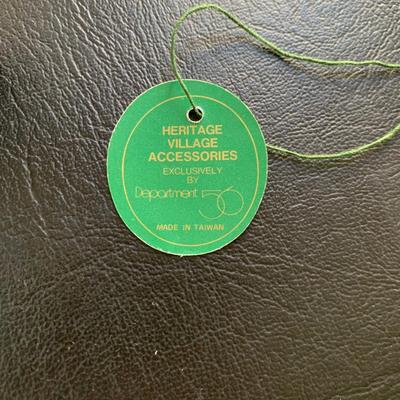 HERITAGE
VILLAGE
ACCESSORIES
EXCLUSIVELY
BY
Department 56
MADE IN TAIWAN